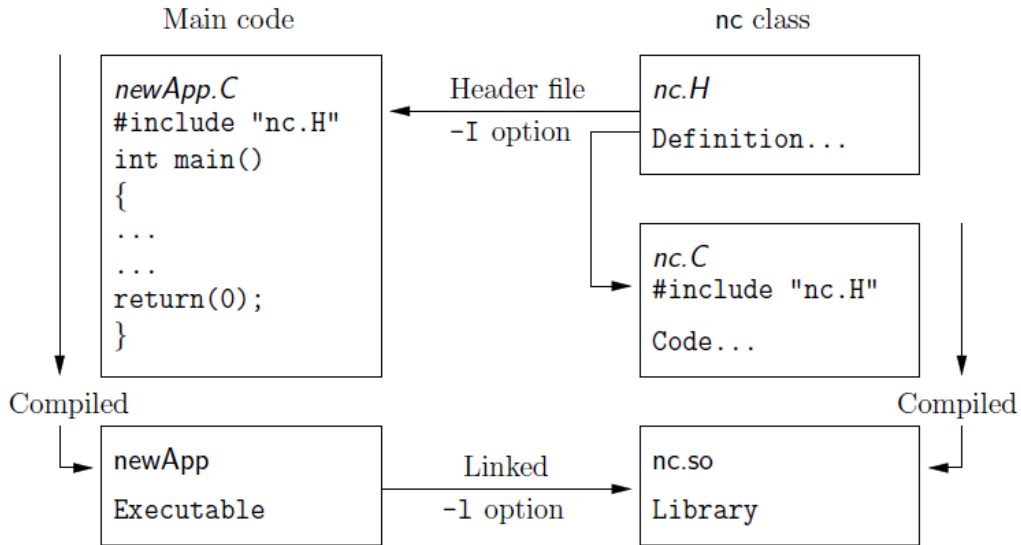 Main code
nc class
newApp.C
#include "nc.H"
int main()
{
...
...
return(0);
}
Header file
-I option
nc.H
Definition...
nc.C
#include "nc.H"
Code...
Compiled
Compiled
newApp
Executable
Linked
-l option
nc.so
Library